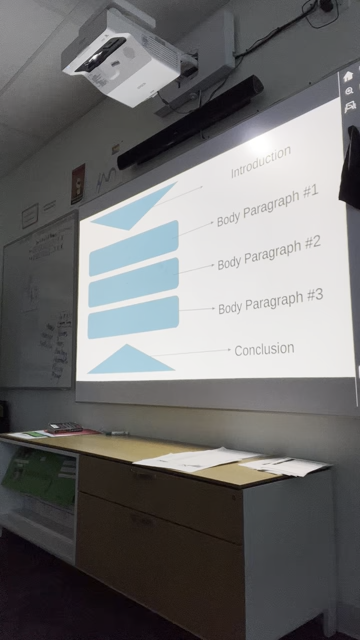 Introduction
Body Paragraph #1
Body Paragraph #2
Body Paragraph #3
Conclusion